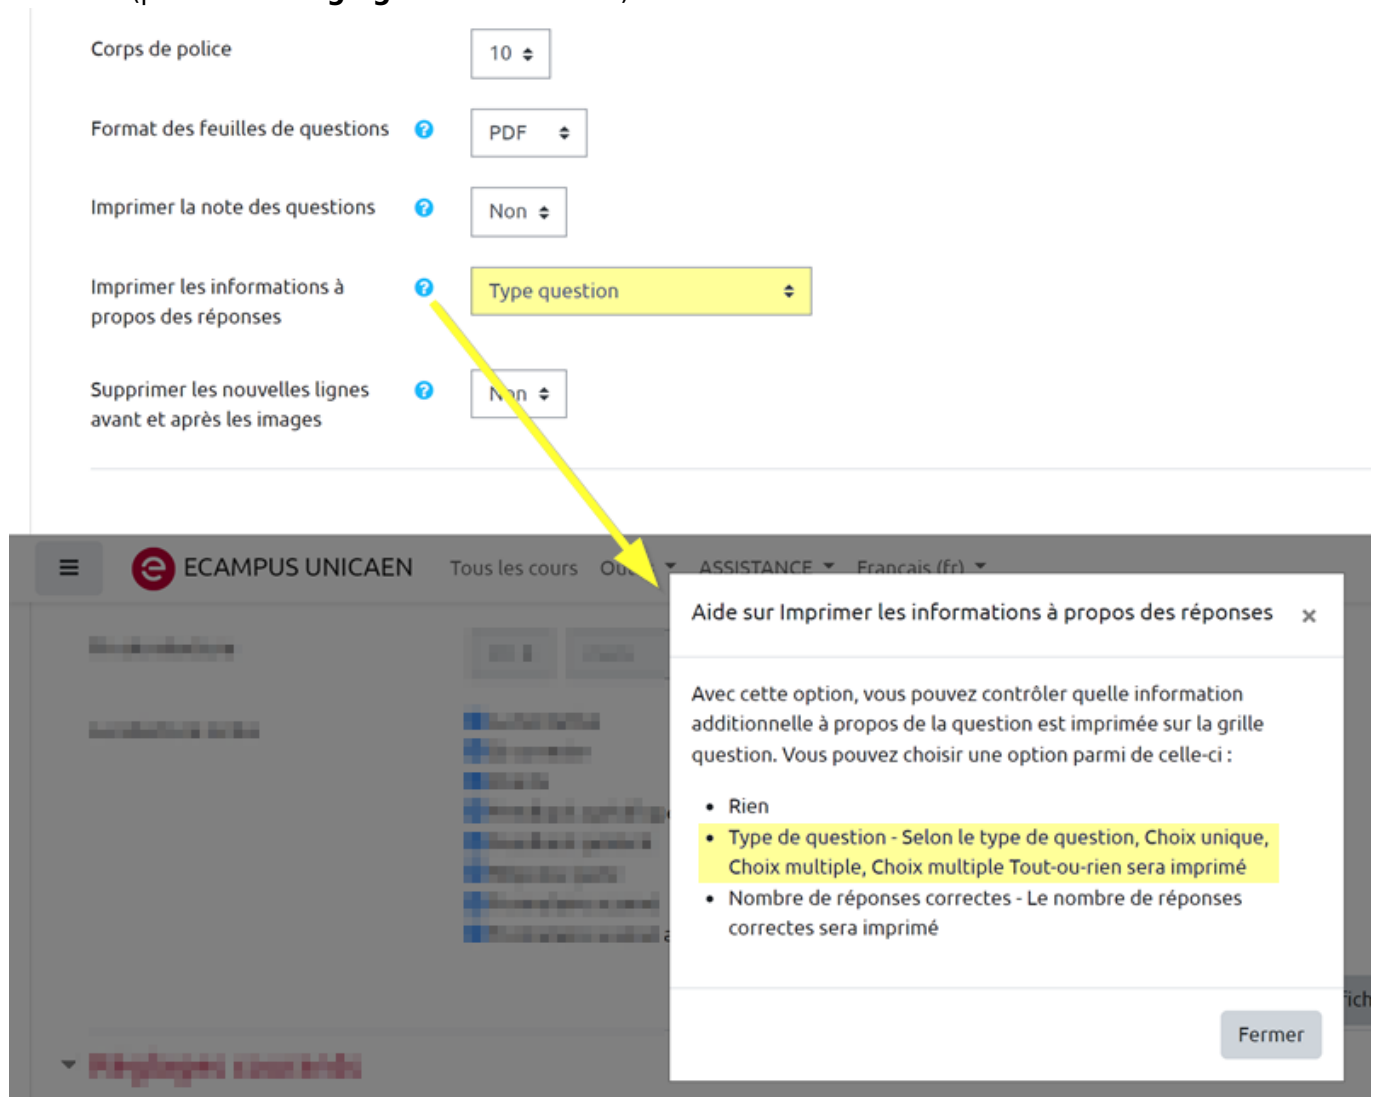 Corps de police
10
Format des feuilles de questions
PDF
Imprimer la note des questions
Non
Imprimer les informations à
propos des réponses
Type question
Supprimer les nouvelles lignes
avant et après les images
Non
ECAMPUS UNICAEN
Tous les cours
ASSISTANCE
Français (fr)
Aide sur Imprimer les informations à propos des réponses
×
Avec cette option, vous pouvez contrôler quelle information
additionnelle à propos de la question est imprimée sur la grille
question. Vous pouvez choisir une option parmi de celle-ci :
• Rien
• Type de question - Selon le type de question, Choix unique,
Choix multiple, Choix multiple Tout-ou-rien sera imprimé
• Nombre de réponses correctes - Le nombre de réponses
correctes sera imprimé
Fermer